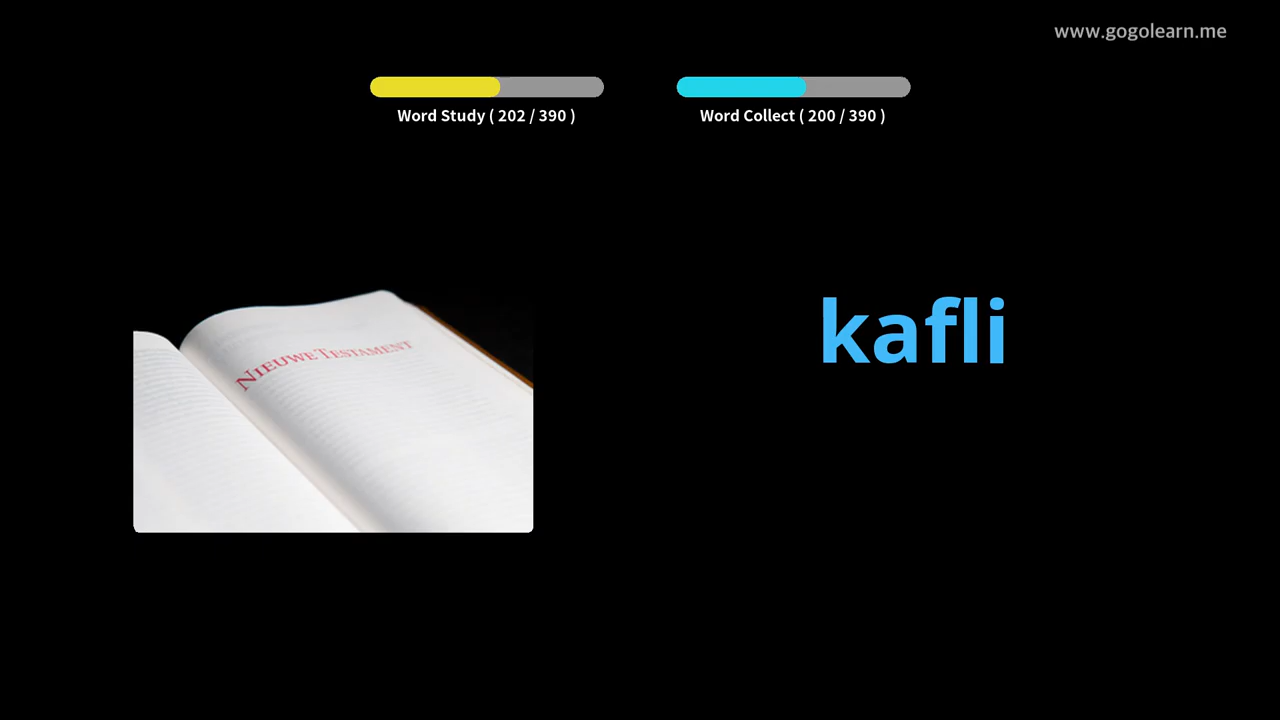 www.gogolearn.me
Word Study ( 202 / 390 )
Word Collect ( 200 / 390 )
NIEUWE TESTAMENT
kafli